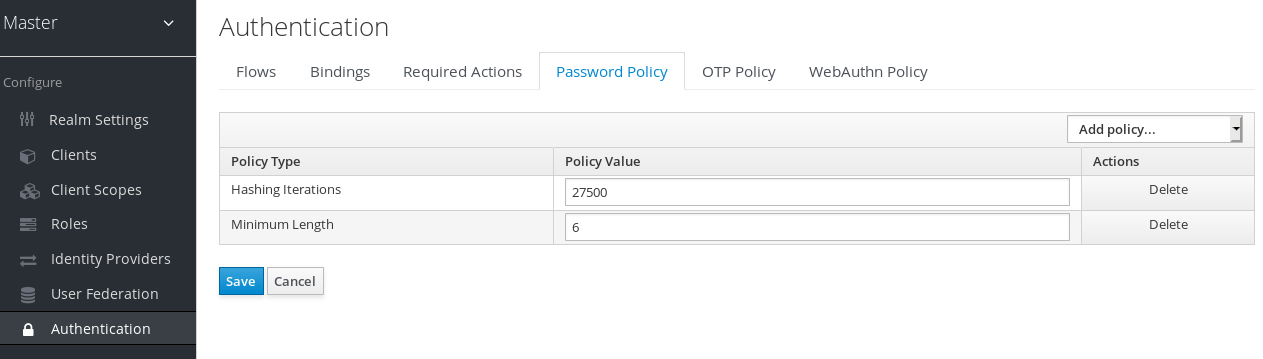 Master
Configure
Realm Settings
Clients
Client Scopes
Roles
Identity Providers
User Federation
Authentication
Authentication
Flows Bindings Required Actions Password Policy OTP Policy WebAuthn Policy
Add policy...
Policy Type Policy Value Actions
Hashing Iterations 27500 Delete
Minimum Length 6 Delete
Save Cancel